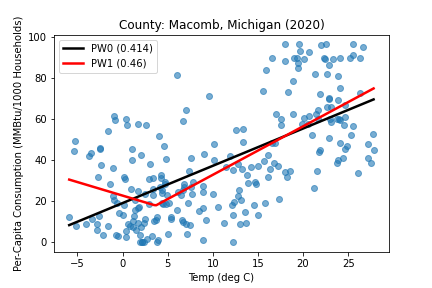 County: Macomb, Michigan (2020)
Per-Capita Consumption (MMBtu/1000 Households)
100
80
60
40
20
0
PW0 (0.414)
PW1 (0.46)
−5 0 5 10 15 20 25
Temp (deg C)